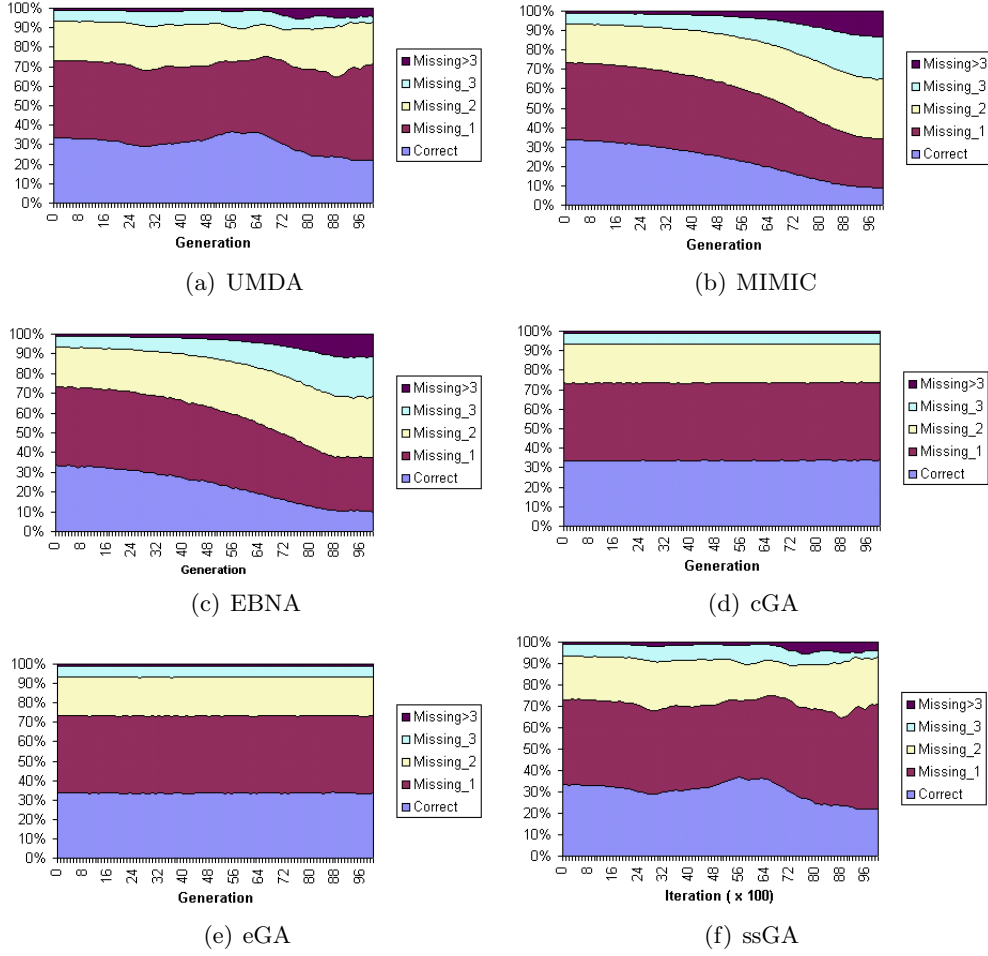 100%
90%
80%
70%
60%
50%
40%
30%
20%
10%
0%
0 8 16 24 32 40 48 56 64 72 80 88 96
Generation
Missing>3
Missing_3
Missing_2
Missing_1
Correct
(a) UMDA
100%
90%
80%
70%
60%
50%
40%
30%
20%
10%
0%
0 8 16 24 32 40 48 56 64 72 80 88 96
Generation
Missing>3
Missing_3
Missing_2
Missing_1
Correct
(b) MIMIC
100%
90%
80%
70%
60%
50%
40%
30%
20%
10%
0%
0 8 16 24 32 40 48 56 64 72 80 88 96
Generation
Missing>3
Missing_3
Missing_2
Missing_1
Correct
(c) EBNA
100%
90%
80%
70%
60%
50%
40%
30%
20%
10%
0%
0 8 16 24 32 40 48 56 64 72 80 88 96
Generation
Missing>3
Missing_3
Missing_2
Missing_1
Correct
(d) cGA
100%
90%
80%
70%
60%
50%
40%
30%
20%
10%
0%
0 8 16 24 32 40 48 56 64 72 80 88 96
Generation
Missing>3
Missing_3
Missing_2
Missing_1
Correct
(e) eGA
100%
90%
80%
70%
60%
50%
40%
30%
20%
10%
0%
0 8 16 24 32 40 48 56 64 72 80 88 96
Iteration ( x 100)
Missing>3
Missing_3
Missing_2
Missing_1
Correct
(f) ssGA